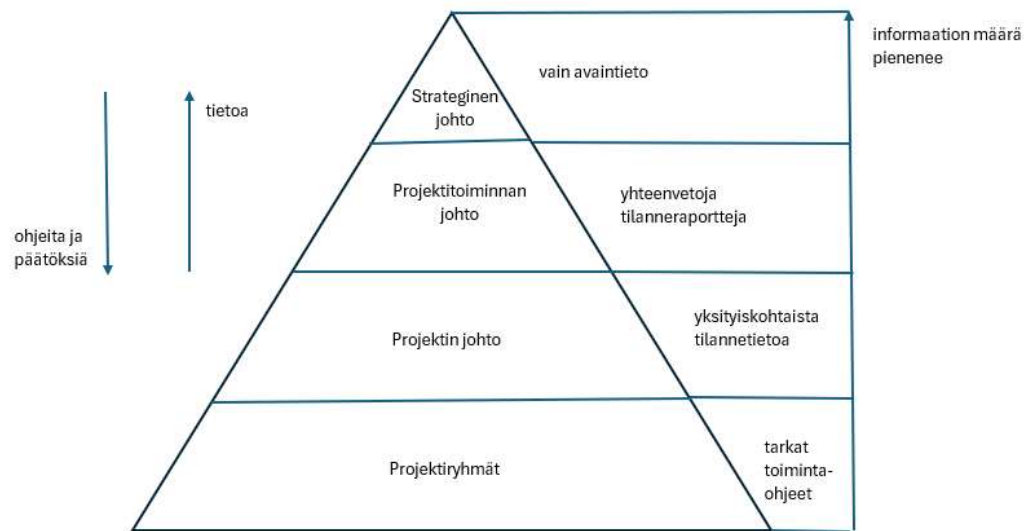 informaation määrä
pienenee
vain avaintieto
Strateginen
johto
tietoa
Projektitoiminnan
johto
yhteenvetoja
tilanneraportteja
ohjeita ja
päätöksiä
yksityiskohtaista
tilannetietoa
Projektin johto
tarkat
toiminta-
ohjeet
Projektiryhmät